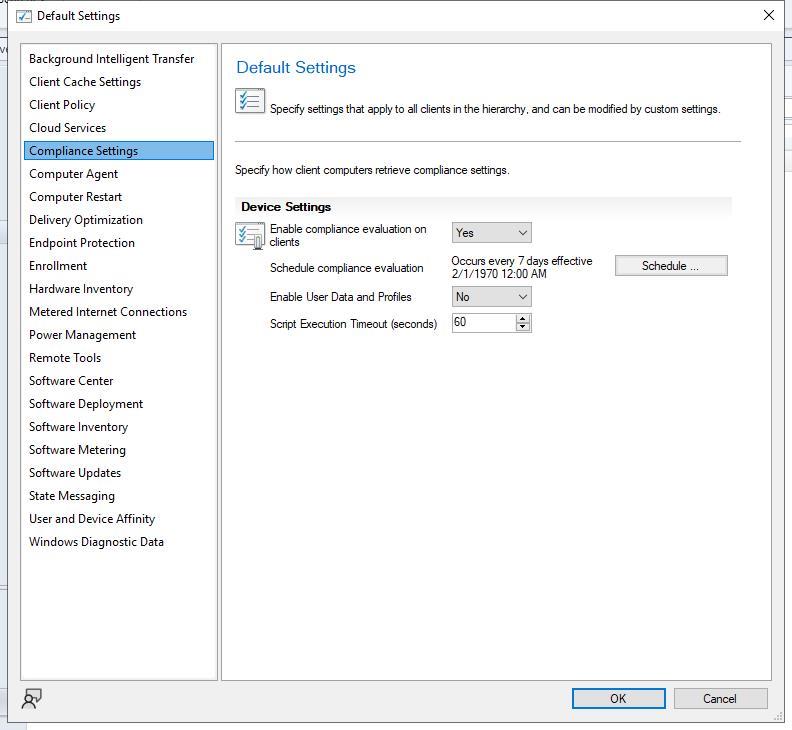 Default Settings
Background Intelligent Transfer
Client Cache Settings
Client Policy
Cloud Services
Compliance Settings
Computer Agent
Computer Restart
Delivery Optimization
Endpoint Protection
Enrollment
Hardware Inventory
Metered Internet Connections
Power Management
Remote Tools
Software Center
Software Deployment
Software Inventory
Software Metering
Software Updates
State Messaging
User and Device Affinity
Windows Diagnostic Data
Default Settings
Specify settings that apply to all clients in the hierarchy, and can be modified by custom settings.
Specify how client computers retrieve compliance settings.
Device Settings
Enable compliance evaluation on
clients
Yes
Schedule compliance evaluation
Occurs every 7 days effective
2/1/1970 12:00 AM
Schedule ...
Enable User Data and Profiles
No
Script Execution Timeout (seconds)
60
OK
Cancel